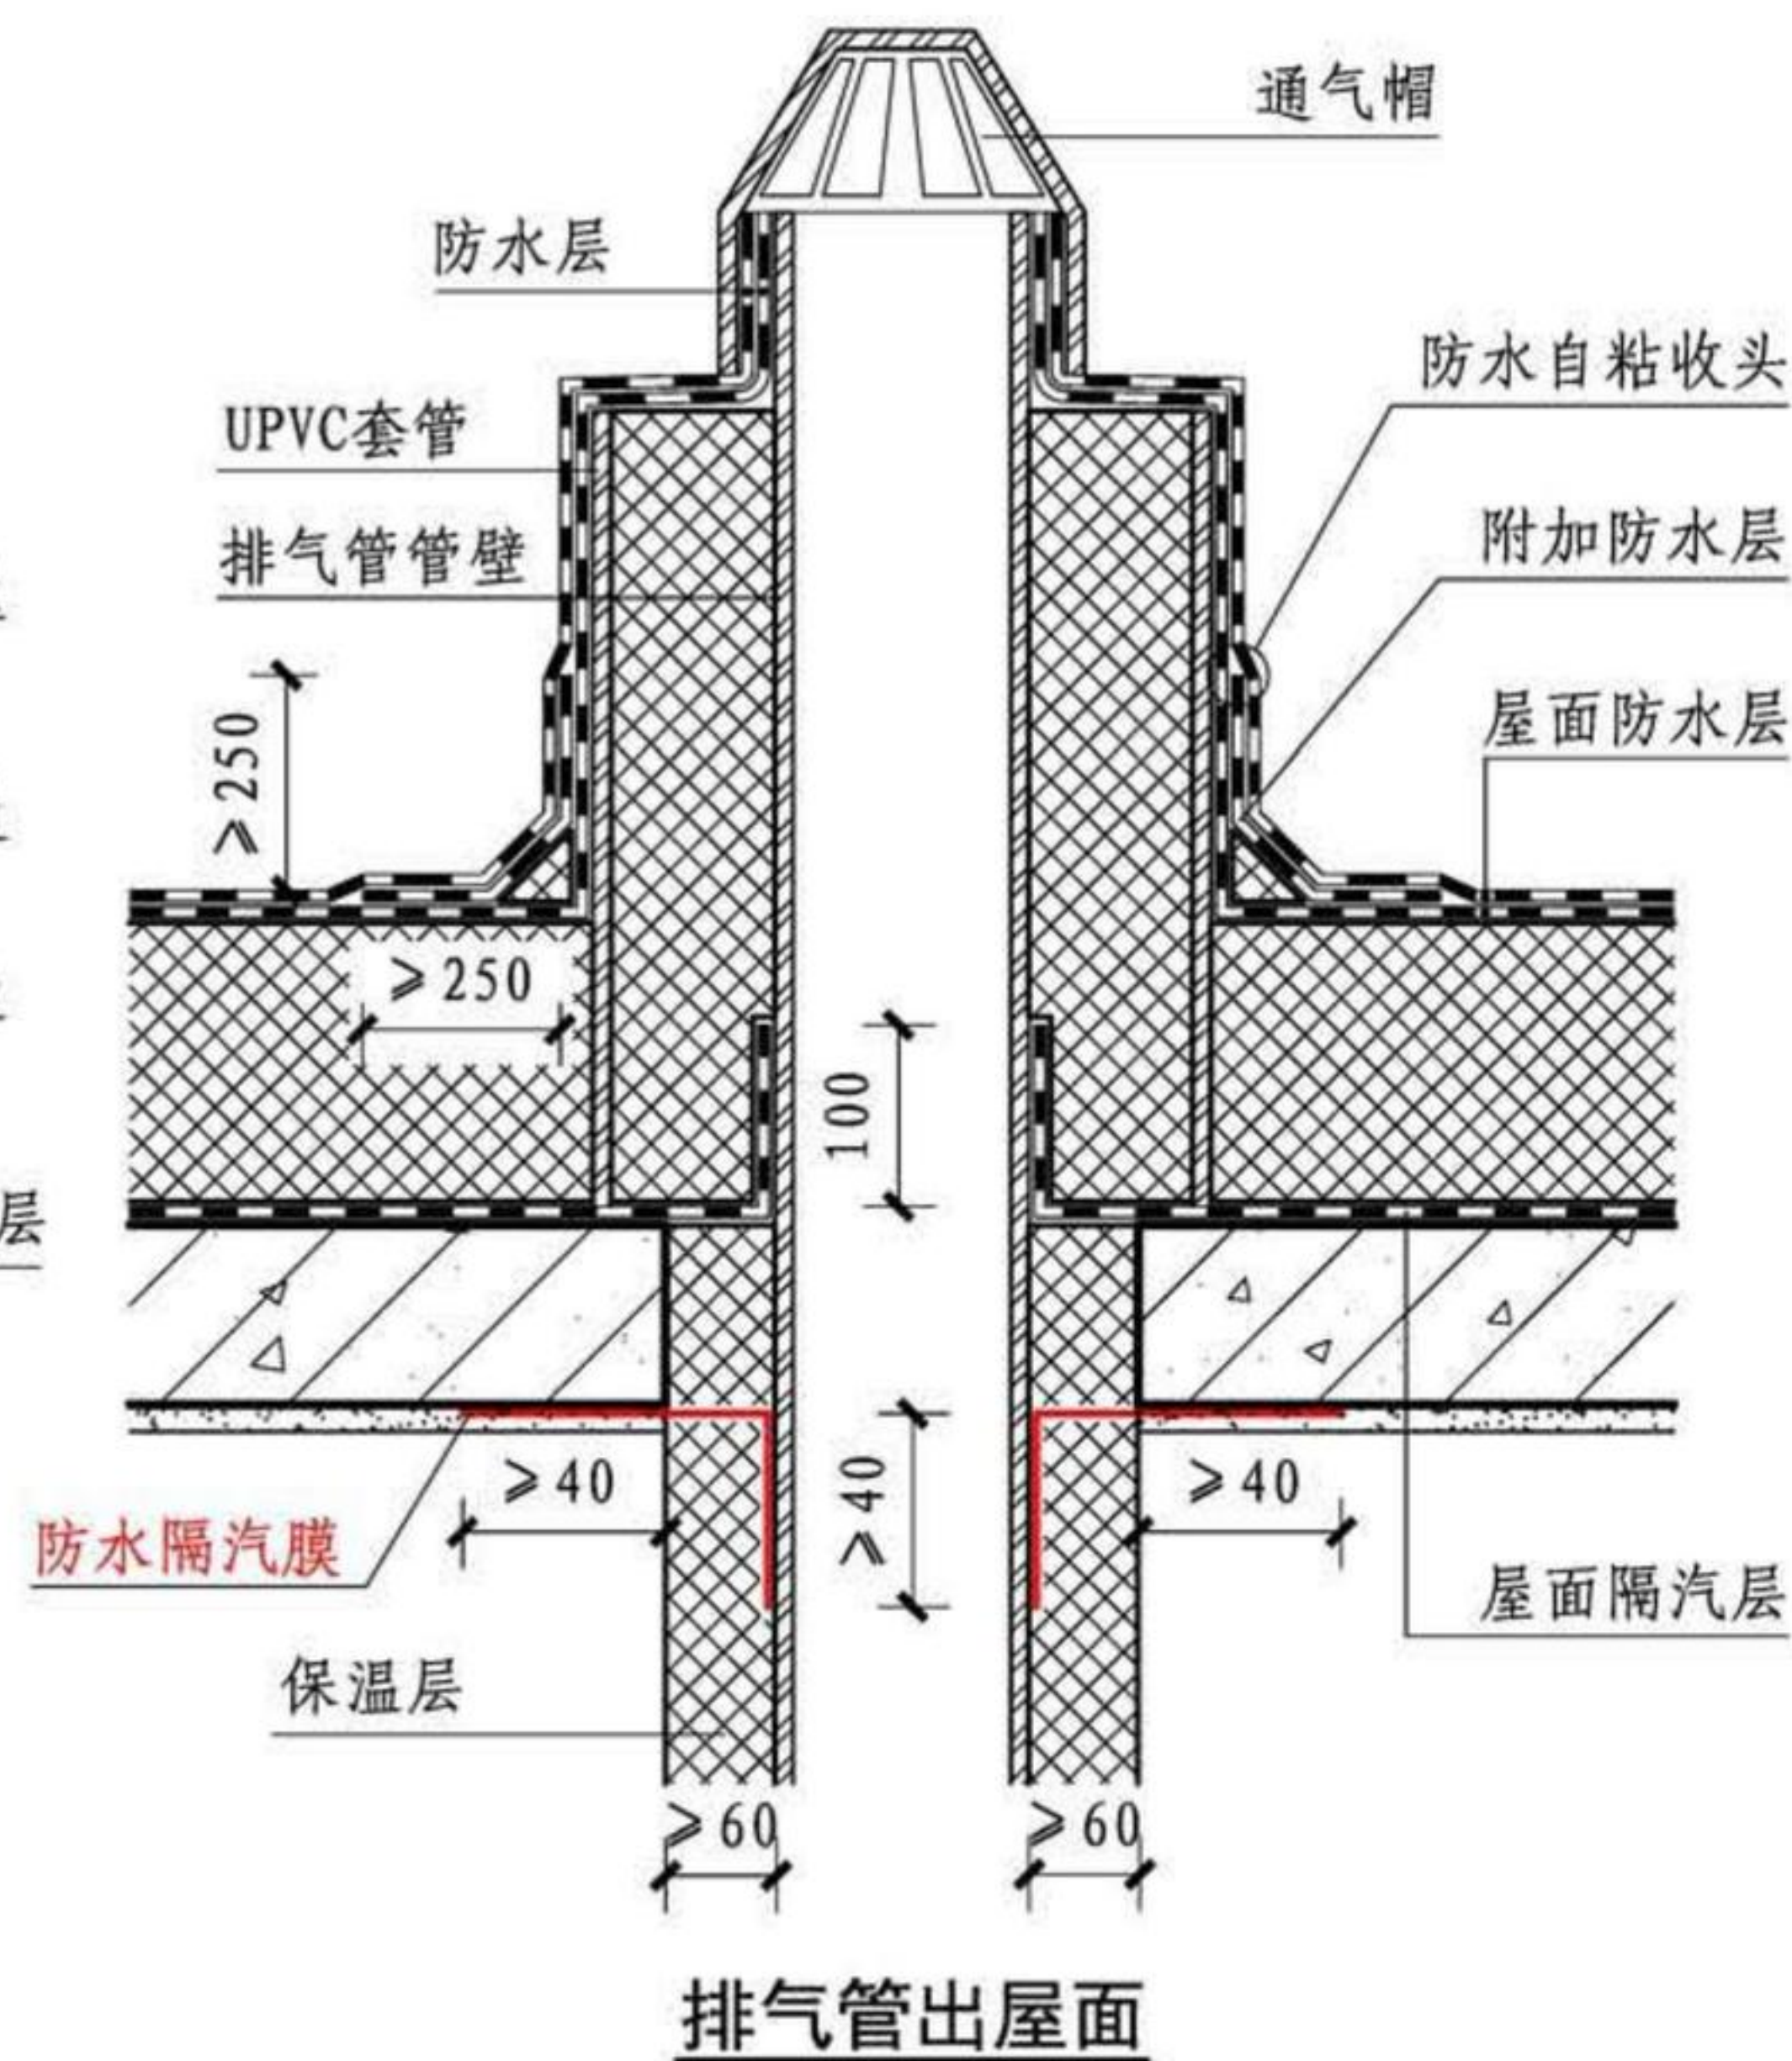 通气帽
防水层
防水自粘收头
UPVC套管
附加防水层
排气管管壁
屋面防水层
≥250
≥250
100
层
≥40
≥40
≥40
防水隔汽膜
屋面隔汽层
保温层
≥60
≥60
排气管出屋面